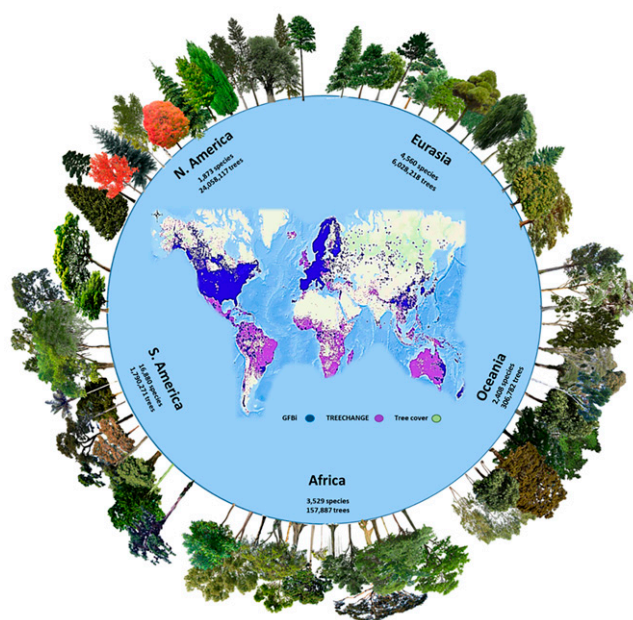 N. America
1,873 species
24,058,117 trees
Eurasia
4,560 species
6,028,218 trees
S. America
16,880 species
1,790,271 trees
Oceania
2,408 species
306,782 trees
GFBi TREECHANGE Tree cover
Africa
3,529 species
157,887 trees